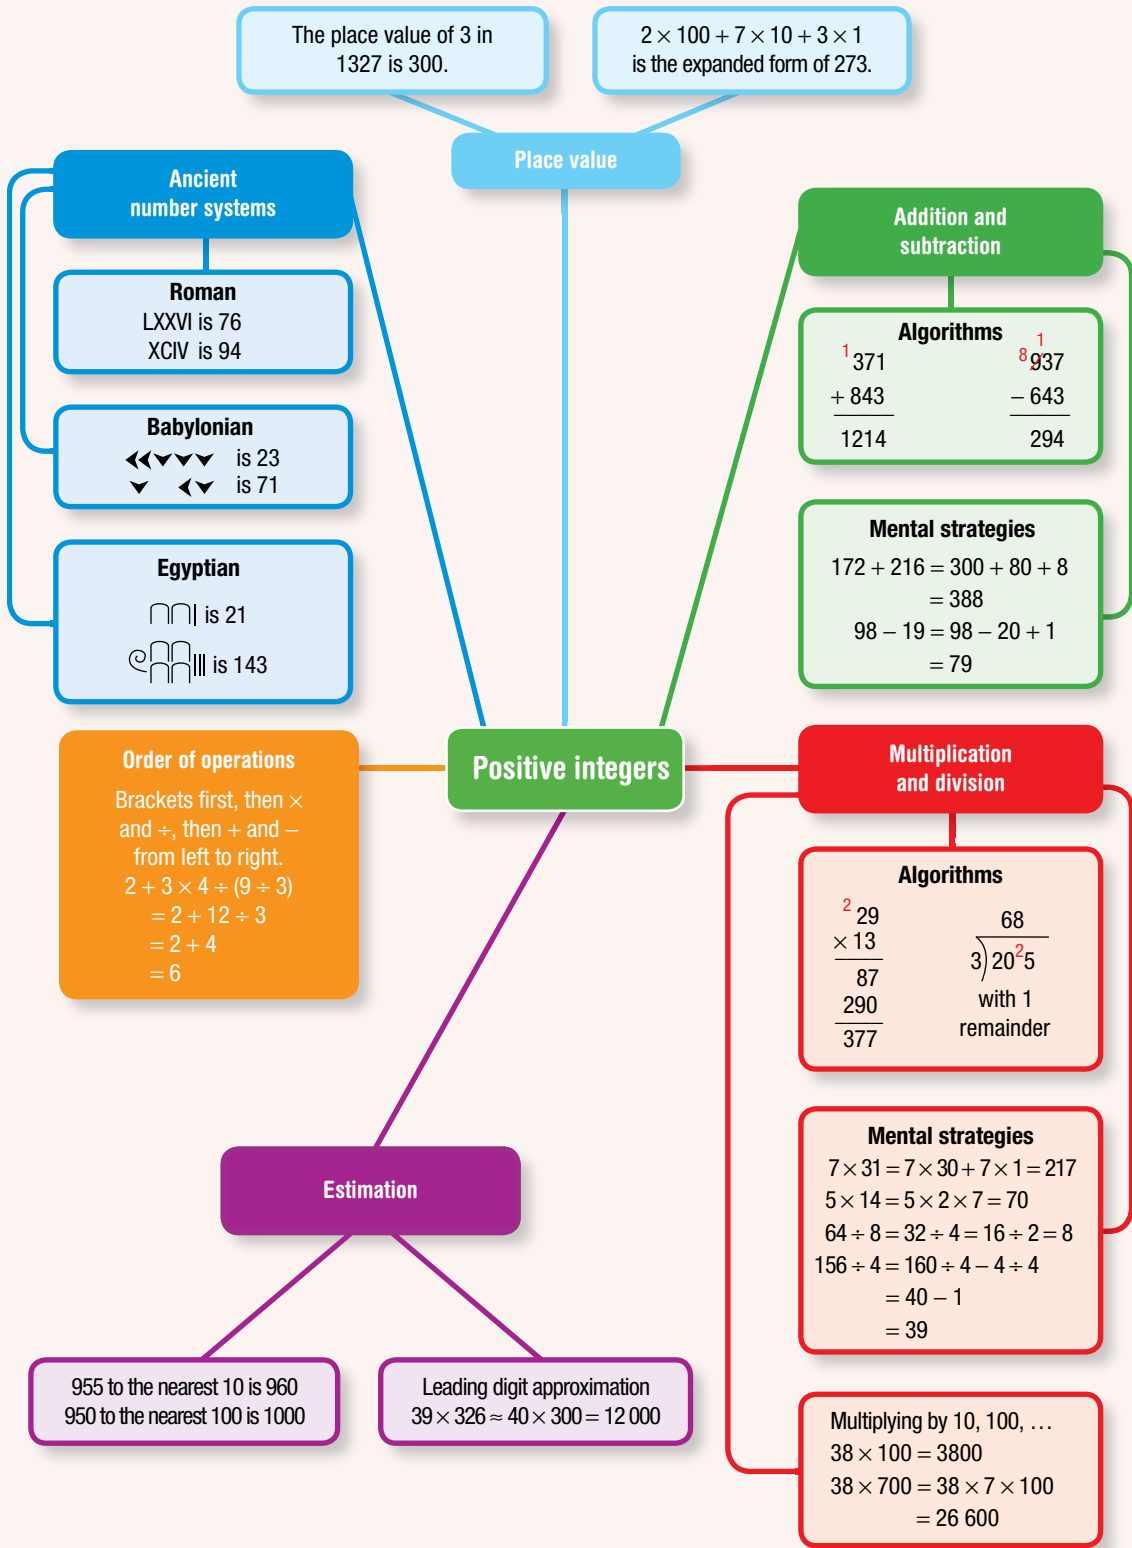 The place value of 3 in
1327 is 300.
2 × 100 + 7 × 10 + 3 × 1
is the expanded form of 273.
Place value
Ancient
number systems
Roman
LXXVI is 76
XCIV is 94
Babylonian
is 23
is 71
Egyptian
is 21
is 143
Addition and
subtraction
Algorithms
1
371
+ 843
1214
8 1
937
− 643
294
Mental strategies
172 + 216 = 300 + 80 + 8
= 388
98 − 19 = 98 − 20 + 1
= 79
Order of operations
Brackets first, then ×
and ÷, then + and −
from left to right.
2 + 3 × 4 ÷ (9 ÷ 3)
= 2 + 12 ÷ 3
= 2 + 4
= 6
Positive integers
Multiplication
and division
Algorithms
2
29
× 13
87
290
377
68
3)20²5
with 1
remainder
Mental strategies
7 × 31 = 7 × 30 + 7 × 1 = 217
5 × 14 = 5 × 2 × 7 = 70
64 ÷ 8 = 32 ÷ 4 = 16 ÷ 2 = 8
156 ÷ 4 = 160 ÷ 4 − 4 ÷ 4
= 40 − 1
= 39
Estimation
955 to the nearest 10 is 960
950 to the nearest 100 is 1000
Leading digit approximation
39 × 326 ≈ 40 × 300 = 12 000
Multiplying by 10, 100, …
38 × 100 = 3800
38 × 700 = 38 × 7 × 100
= 26 600